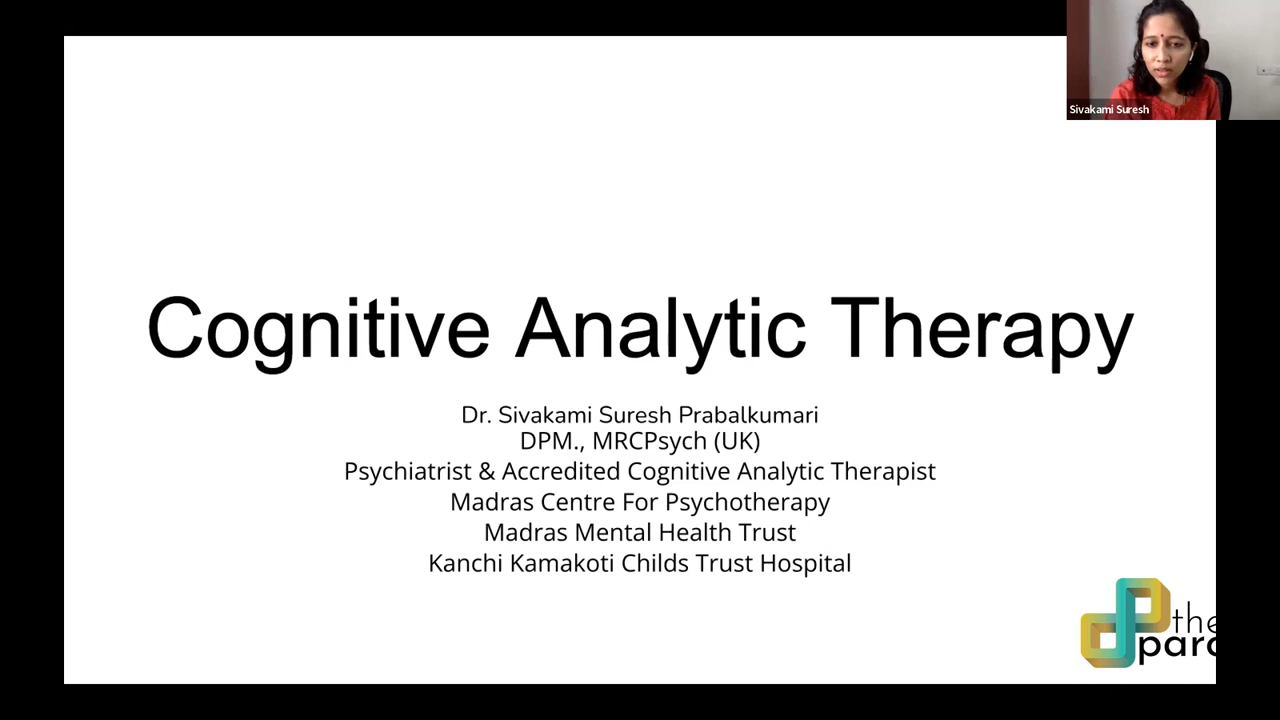 Sivakami Suresh
Cognitive Analytic Therapy
Dr. Sivakami Suresh Prabalkumari
DPM., MRCPsych (UK)
Psychiatrist & Accredited Cognitive Analytic Therapist
Madras Centre For Psychotherapy
Madras Mental Health Trust
Kanchi Kamakoti Childs Trust Hospital
the